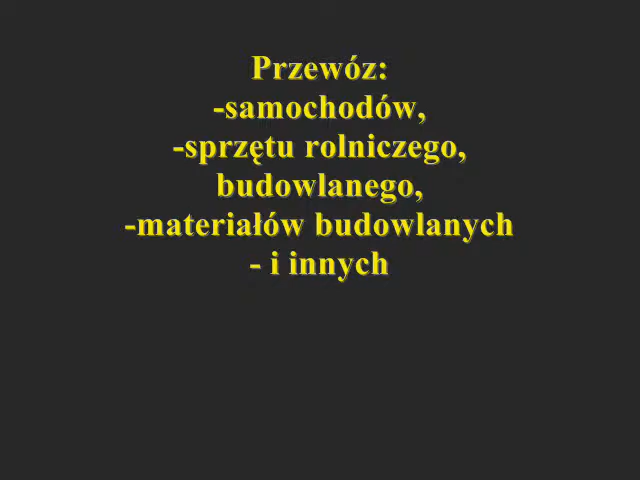 Przewóz:
-samochodów,
-sprzętu rolniczego,
budowlanego,
-materiałów budowlanych
- i innych